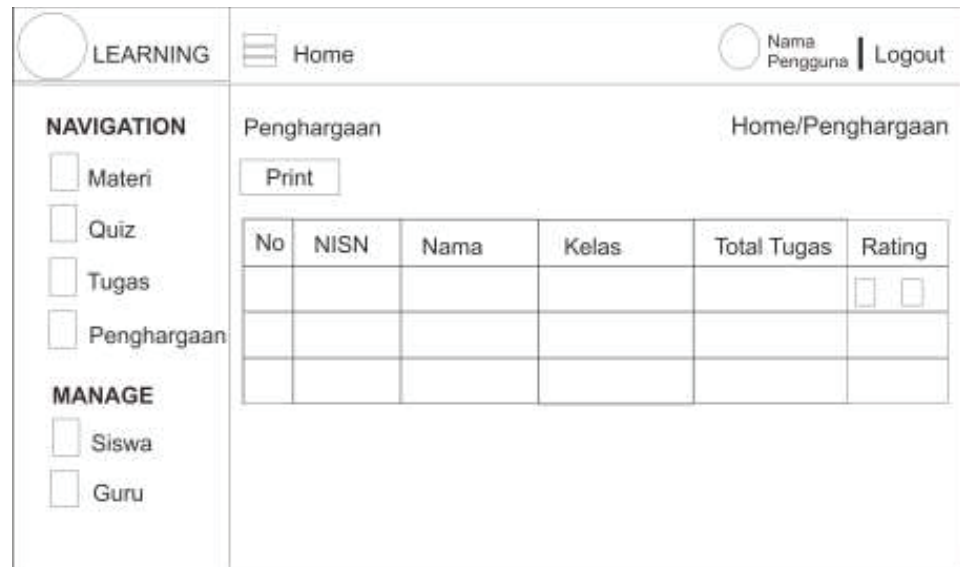 LEARNING
Home
Nama
Pengguna
Logout
NAVIGATION
Materi
Quiz
Tugas
Penghargaan
MANAGE
Siswa
Guru
Penghargaan
Home/Penghargaan
Print
No NISN Nama Kelas Total Tugas Rating